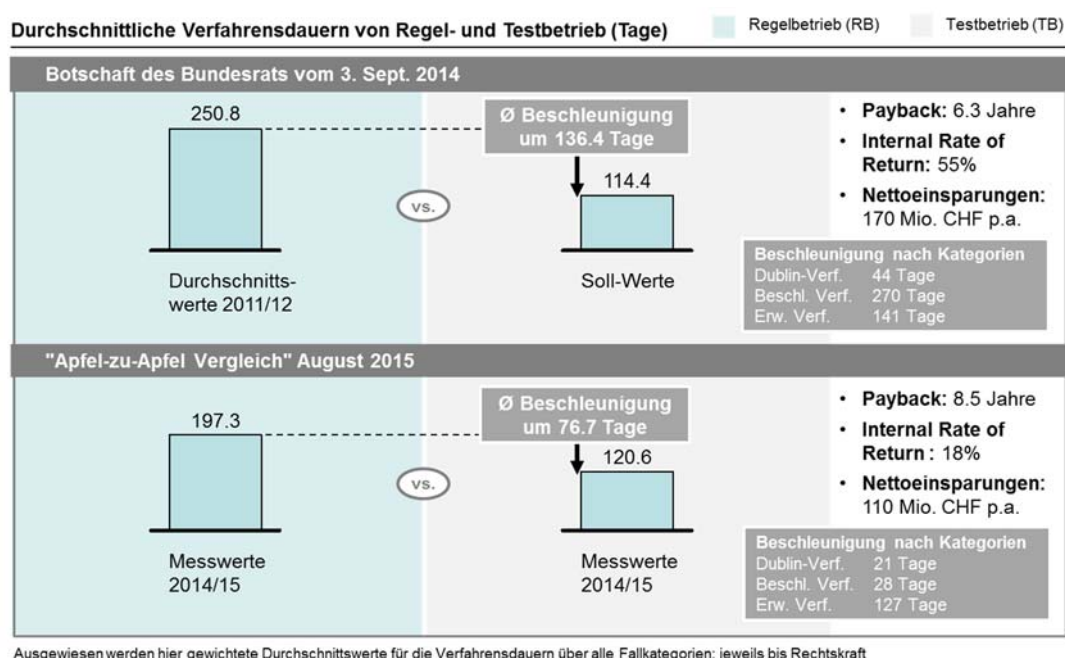 Durchschnittliche Verfahrensdauern von Regel- und Testbetrieb (Tage)
Regelbetrieb (RB)
Testbetrieb (TB)
Botschaft des Bundesrats vom 3. Sept. 2014
250.8
Durchschnitts-
werte 2011/12
vs.
Ø Beschleunigung
um 136.4 Tage
114.4
Soll-Werte
• Payback: 6.3 Jahre
• Internal Rate of
Return: 55%
• Nettoeinsparungen:
170 Mio. CHF p.a.
Beschleunigung nach Kategorien
Dublin-Verf. 44 Tage
Beschl. Verf. 270 Tage
Erw. Verf. 141 Tage
"Apfel-zu-Apfel Vergleich" August 2015
197.3
Messwerte
2014/15
vs.
Ø Beschleunigung
um 76.7 Tage
120.6
Messwerte
2014/15
• Payback: 8.5 Jahre
• Internal Rate of
Return : 18%
• Nettoeinsparungen:
110 Mio. CHF p.a.
Beschleunigung nach Kategorien
Dublin-Verf. 21 Tage
Beschl. Verf. 28 Tage
Erw. Verf. 127 Tage
Ausgewiesen werden hier gewichtete Durchschnittswerte für die Verfahrensdauern über alle Fallkategorien; jeweils bis Rechtskraft